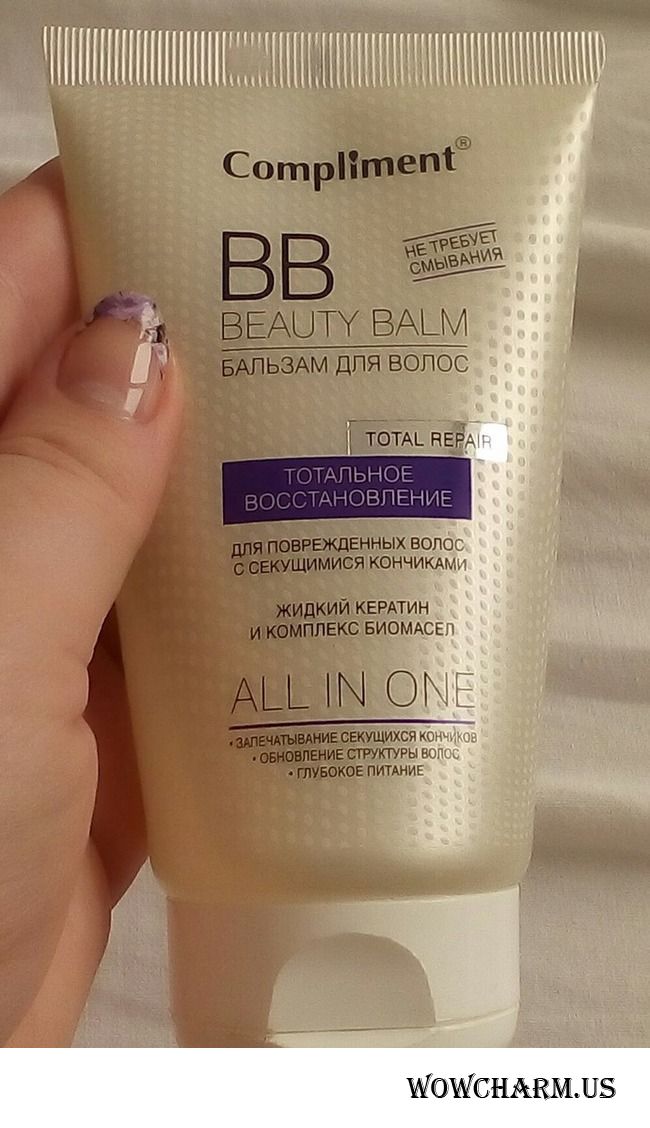 Compliment®
BB
НЕ ТРЕБУЕТ
СМЫВАНИЯ
BEAUTY BALM
БАЛЬЗАМ ДЛЯ ВОЛОС
TOTAL REPAIR
ТОТАЛЬНОЕ
ВОССТАНОВЛЕНИЕ
ДЛЯ ПОВРЕЖДЕННЫХ ВОЛОС
С СЕКУЩИМИСЯ КОНЧИКАМИ
ЖИДКИЙ КЕРАТИН
И КОМПЛЕКС БИОМАСЕЛ
ALL IN ONE
• ЗАПЕЧАТЫВАНИЕ СЕКУЩИХСЯ КОНЧИКОВ
• ОБНОВЛЕНИЕ СТРУКТУРЫ ВОЛОС
• ГЛУБОКОЕ ПИТАНИЕ
WOWCHARM.US